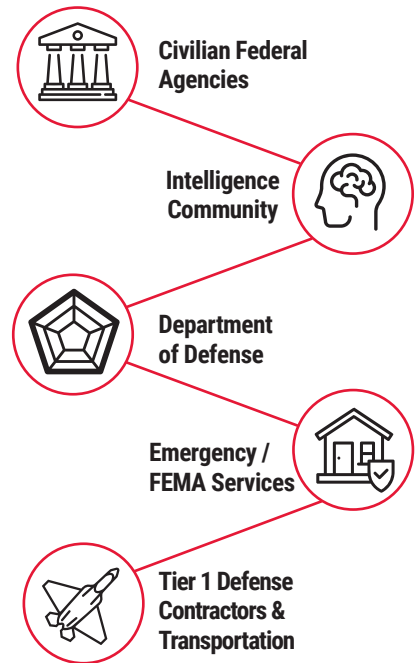 Civilian Federal
Agencies
Intelligence
Community
Department
of Defense
Emergency /
FEMA Services
Tier 1 Defense
Contractors &
Transportation